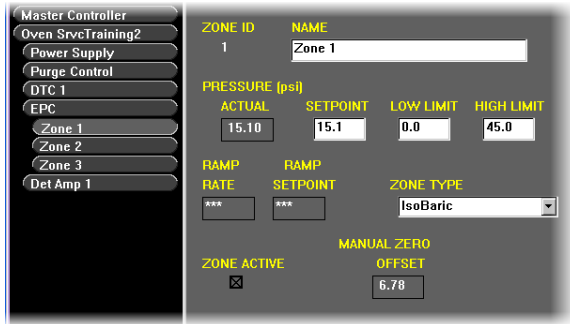 Master Controller
Oven SrvcTraining2
Power Supply
Purge Control
DTC 1
EPC
Zone 1
Zone 2
Zone 3
Det Amp 1
ZONE ID NAME
1 Zone 1
PRESSURE (psi)
ACTUAL SETPOINT LOW LIMIT HIGH LIMIT
15.10 15.1 0.0 45.0
RAMP RAMP
RATE SETPOINT ZONE TYPE
*** *** IsoBaric
MANUAL ZERO
ZONE ACTIVE OFFSET
6.78